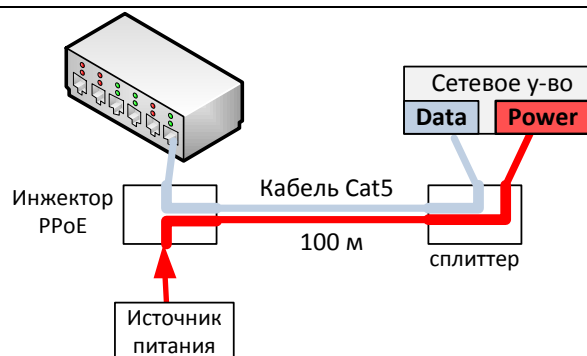 Сетевое у-во
Data
Power
Инжектор
PPoE
Кабель Cat5
100 м
сплиттер
Источник
питания